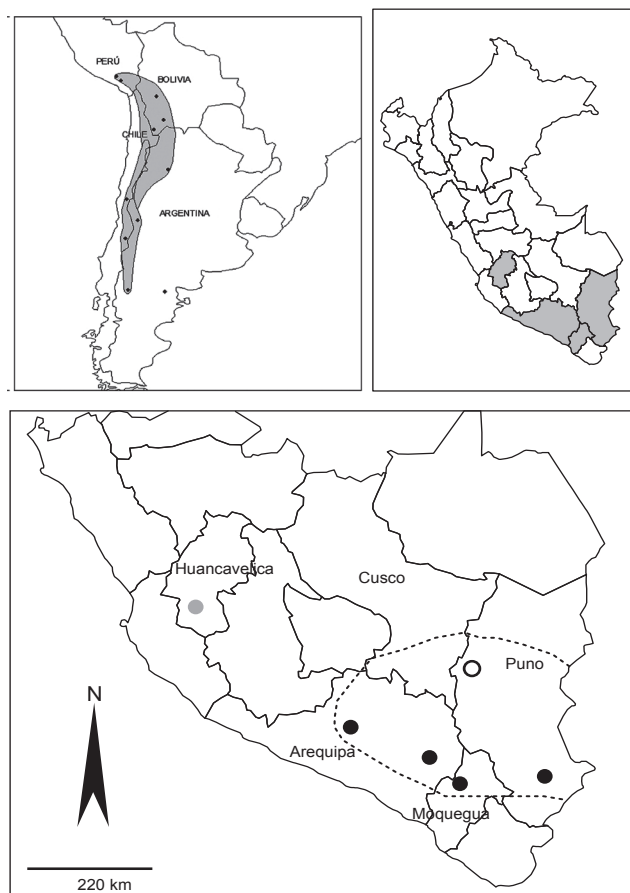 PERÚ
BOLIVIA
CHILE
ARGENTINA
Huancavelica
Cusco
Puno
N
Arequipa
Moquegua
220 km